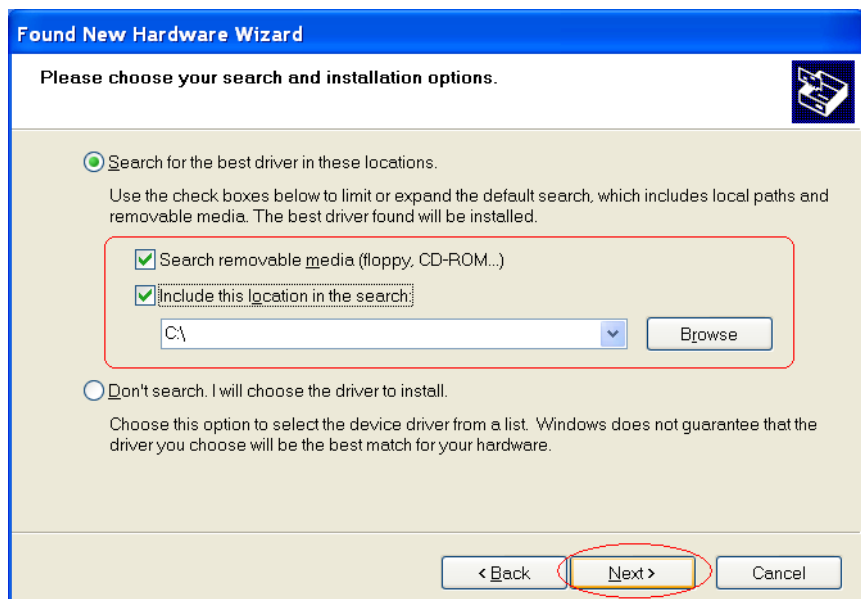 Found New Hardware Wizard
Please choose your search and installation options.
Search for the best driver in these locations.
Use the check boxes below to limit or expand the default search, which includes local paths and
removable media. The best driver found will be installed.
Search removable media (floppy, CD-ROM...)
Include this location in the search:
C:\
Browse
Don't search. I will choose the driver to install.
Choose this option to select the device driver from a list. Windows does not guarantee that the
driver you choose will be the best match for your hardware.
< Back Next > Cancel